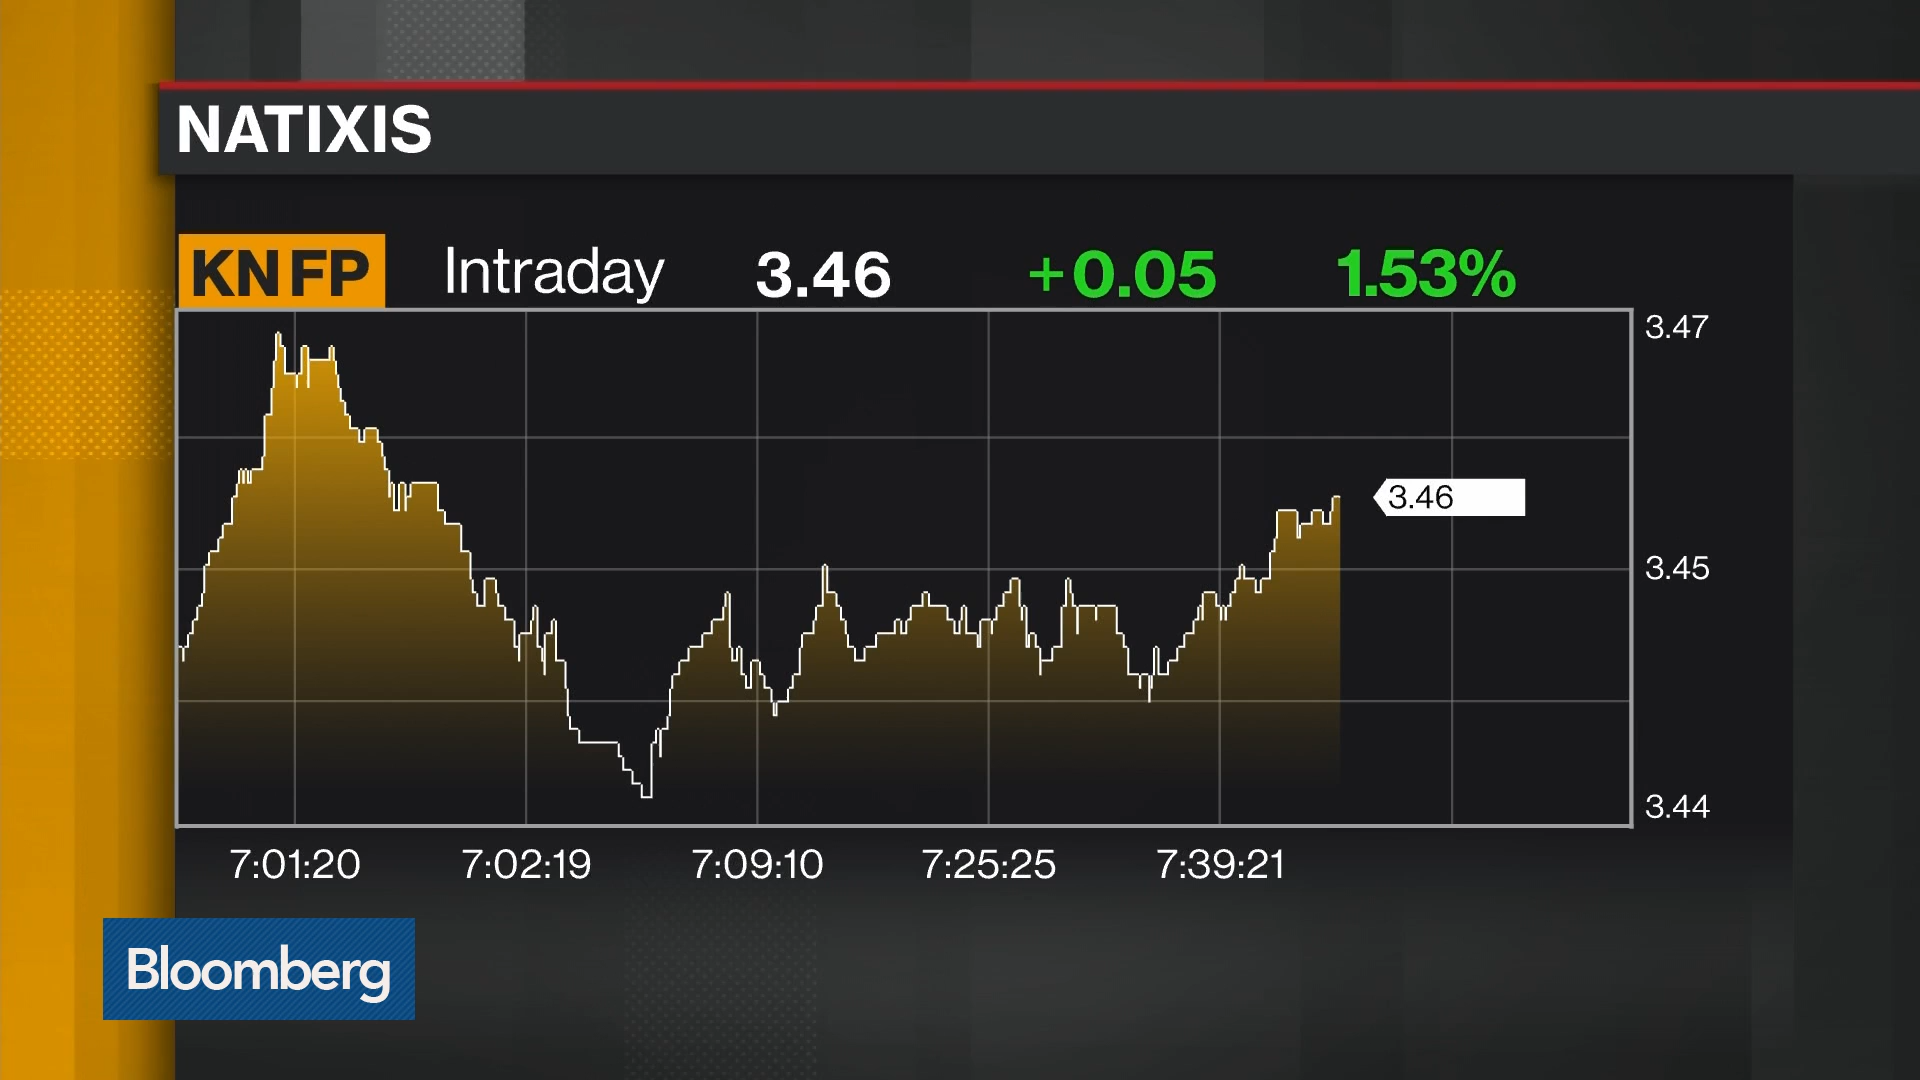 NATIXIS
KN FP Intraday 3.46 +0.05 1.53%
3.47
3.46
3.45
3.44
7:01:20 7:02:19 7:09:10 7:25:25 7:39:21
Bloomberg